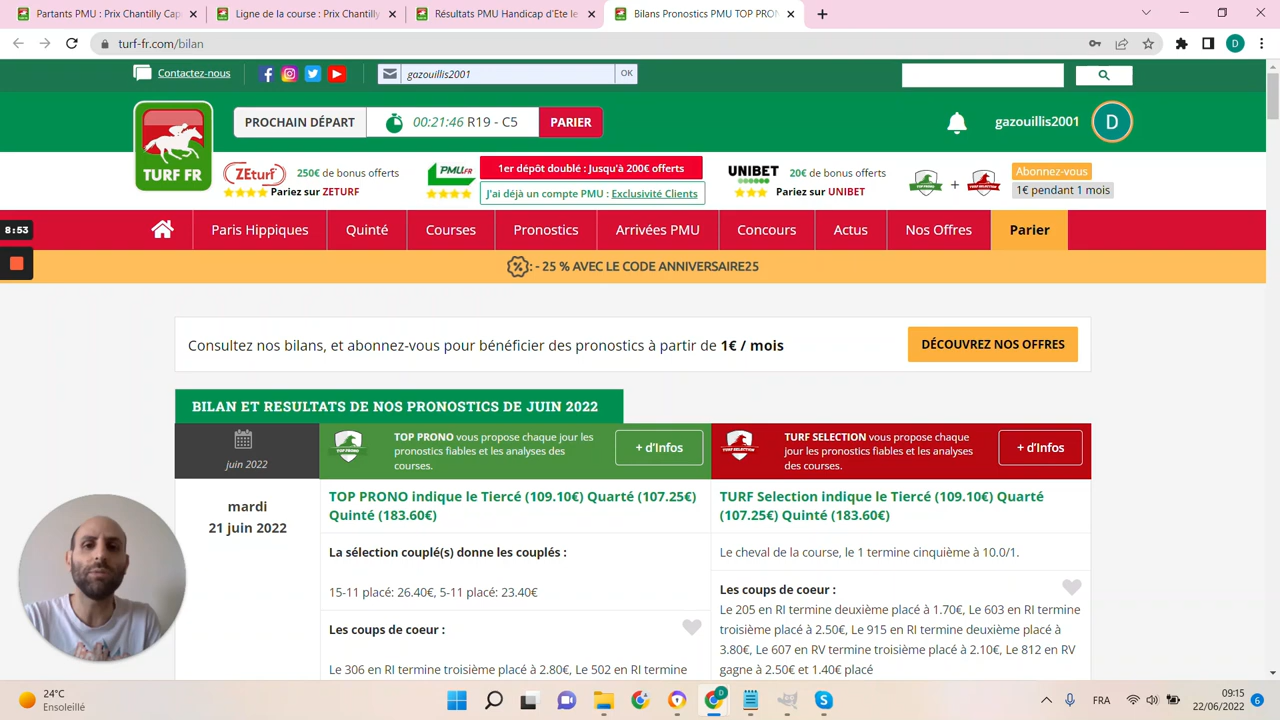 Partants PMU : Prix Chantilly Cap
Ligne de la course : Prix Chantilly
Résultats PMU Handicap d'Ete le
Bilans Pronostics PMU TOP PRON
turf-fr.com/bilan
D
Contactez-nous
gazouillis2001
OK
PROCHAIN DÉPART
00:21:46 R19 - C5
PARIER
gazouillis2001
D
TURF FR
ZEturf
250€ de bonus offerts
Pariez sur ZETURF
PMU.FR
1er dépôt doublé : Jusqu'à 200€ offerts
J'ai déjà un compte PMU : Exclusivité Clients
UNIBET
20€ de bonus offerts
Pariez sur UNIBET
TOP PRONO
+
TURF SELECTION
Abonnez-vous
1€ pendant 1 mois
8:53
Paris Hippiques
Quinté
Courses
Pronostics
Arrivées PMU
Concours
Actus
Nos Offres
Parier
: - 25 % AVEC LE CODE ANNIVERSAIRE25
Consultez nos bilans, et abonnez-vous pour bénéficier des pronostics à partir de 1€ / mois
DÉCOUVREZ NOS OFFRES
BILAN ET RESULTATS DE NOS PRONOSTICS DE JUIN 2022
juin 2022
TOP PRONO
TOP PRONO vous propose chaque jour les
pronostics fiables et les analyses des
courses.
+ d'Infos
TURF SELECTION
TURF SELECTION vous propose chaque
jour les pronostics fiables et les analyses
des courses.
+ d'Infos
mardi
21 juin 2022
TOP PRONO indique le Tiercé (109.10€) Quarté (107.25€)
Quinté (183.60€)
La sélection couplé(s) donne les couplés :
15-11 placé: 26.40€, 5-11 placé: 23.40€
Les coups de coeur :
Le 306 en RI termine troisième placé à 2.80€, Le 502 en RI termine
TURF Selection indique le Tiercé (109.10€) Quarté
(107.25€) Quinté (183.60€)
Le cheval de la course, le 1 termine cinquième à 10.0/1.
Les coups de coeur :
Le 205 en RI termine deuxième placé à 1.70€, Le 603 en RI termine
troisième placé à 2.50€, Le 915 en RI termine deuxième placé à
3.80€, Le 607 en RV termine troisième placé à 2.10€, Le 812 en RV
gagne à 2.50€ et 1.40€ placé
24°C
Ensoleillé
D
FRA
09:15
22/06/2022
6